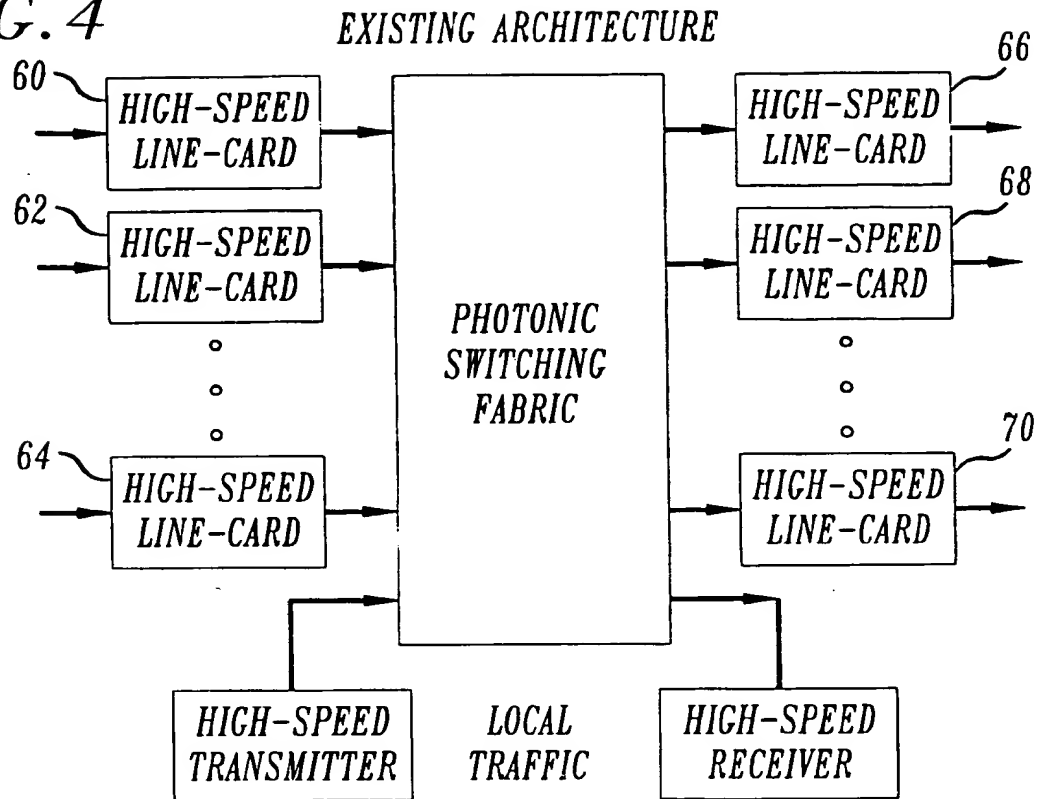 G. 4
EXISTING ARCHITECTURE
60
HIGH-SPEED
LINE-CARD
62
HIGH-SPEED
LINE-CARD
64
HIGH-SPEED
LINE-CARD
PHOTONIC
SWITCHING
FABRIC
66
HIGH-SPEED
LINE-CARD
68
HIGH-SPEED
LINE-CARD
70
HIGH-SPEED
LINE-CARD
HIGH-SPEED
TRANSMITTER
LOCAL
TRAFFIC
HIGH-SPEED
RECEIVER